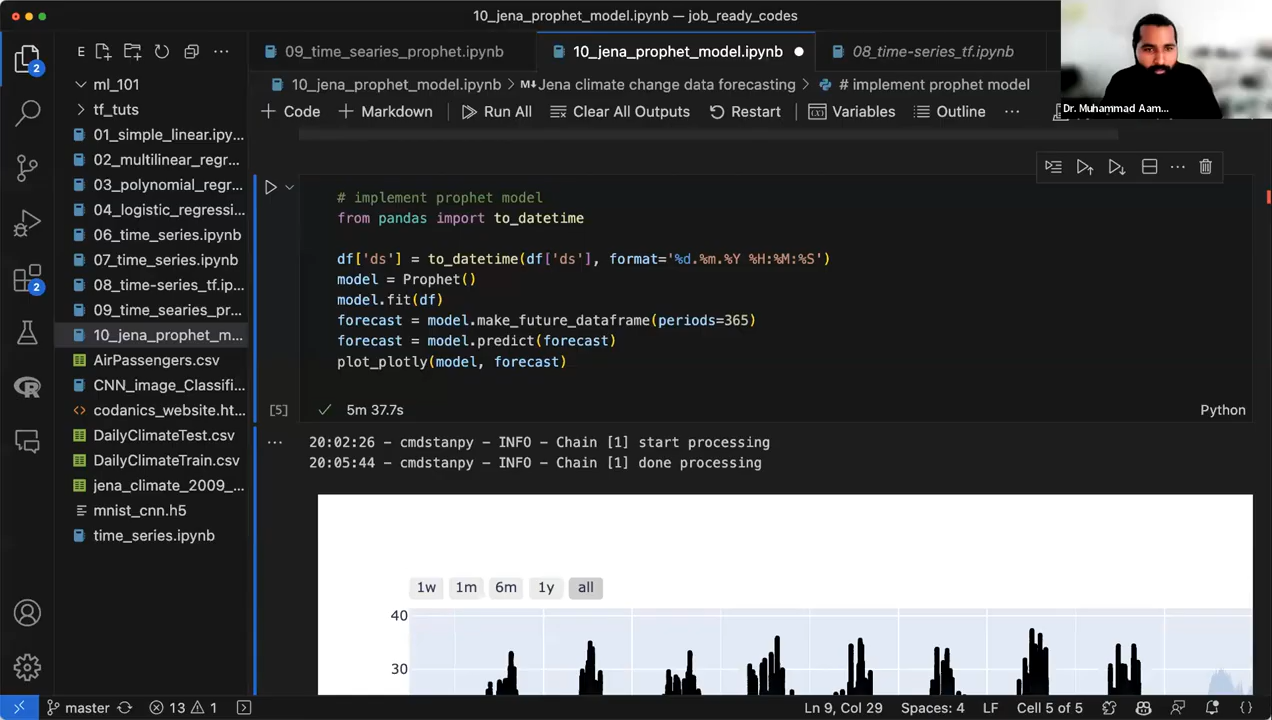 10_jena_prophet_model.ipynb — job_ready_codes
E
09_time_searies_prophet.ipynb
10_jena_prophet_model.ipynb
08_time-series_tf.ipynb
10_jena_prophet_model.ipynb > Jena climate change data forecasting > # implement prophet model
Code Markdown Run All Clear All Outputs Restart Variables Outline ...
Dr. Muhammad Aam...
2
ml_101
tf_tuts
01_simple_linear.ipy...
02_multilinear_regr...
03_polynomial_regr...
04_logistic_regressi...
06_time_series.ipynb
07_time_series.ipynb
08_time-series_tf.ip...
09_time_searies_pr...
10_jena_prophet_m...
AirPassengers.csv
CNN_image_Classifi...
codanics_website.ht...
DailyClimateTest.csv
DailyClimateTrain.csv
jena_climate_2009_...
mnist_cnn.h5
time_series.ipynb
2
# implement prophet model
from pandas import to_datetime
df['ds'] = to_datetime(df['ds'], format='%d.%m.%Y %H:%M:%S')
model = Prophet()
model.fit(df)
forecast = model.make_future_dataframe(periods=365)
forecast = model.predict(forecast)
plot_plotly(model, forecast)
[5] 5m 37.7s Python
20:02:26 - cmdstanpy - INFO - Chain [1] start processing
20:05:44 - cmdstanpy - INFO - Chain [1] done processing
1w 1m 6m 1y all
40
30
master 13 1 Ln 9, Col 29 Spaces: 4 LF Cell 5 of 5